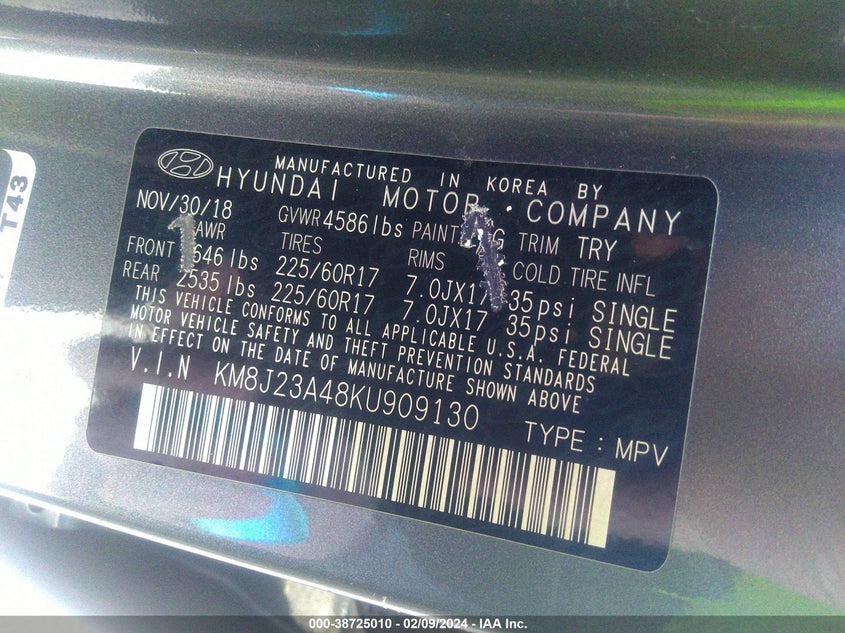 MANUFACTURED IN KOREA BY
HYUNDAI MOTOR COMPANY
NOV/30/18 GVWR 4586 lbs PAINT TRIM TRY
TIRES RIMS COLD TIRE INFL
FRONT 646 lbs 225/60R17 7.0JX17 35psi SINGLE
REAR 2535 lbs 225/60R17 7.0JX17 35psi SINGLE
THIS VEHICLE CONFORMS TO ALL APPLICABLE U.S.A. FEDERAL
MOTOR VEHICLE SAFETY AND THEFT PREVENTION STANDARDS
IN EFFECT ON THE DATE OF MANUFACTURE SHOWN ABOVE
V.I.N KM8J23A48KU909130
TYPE : MPV
T43
000-38725010 - 02/09/2024 - IAA Inc.